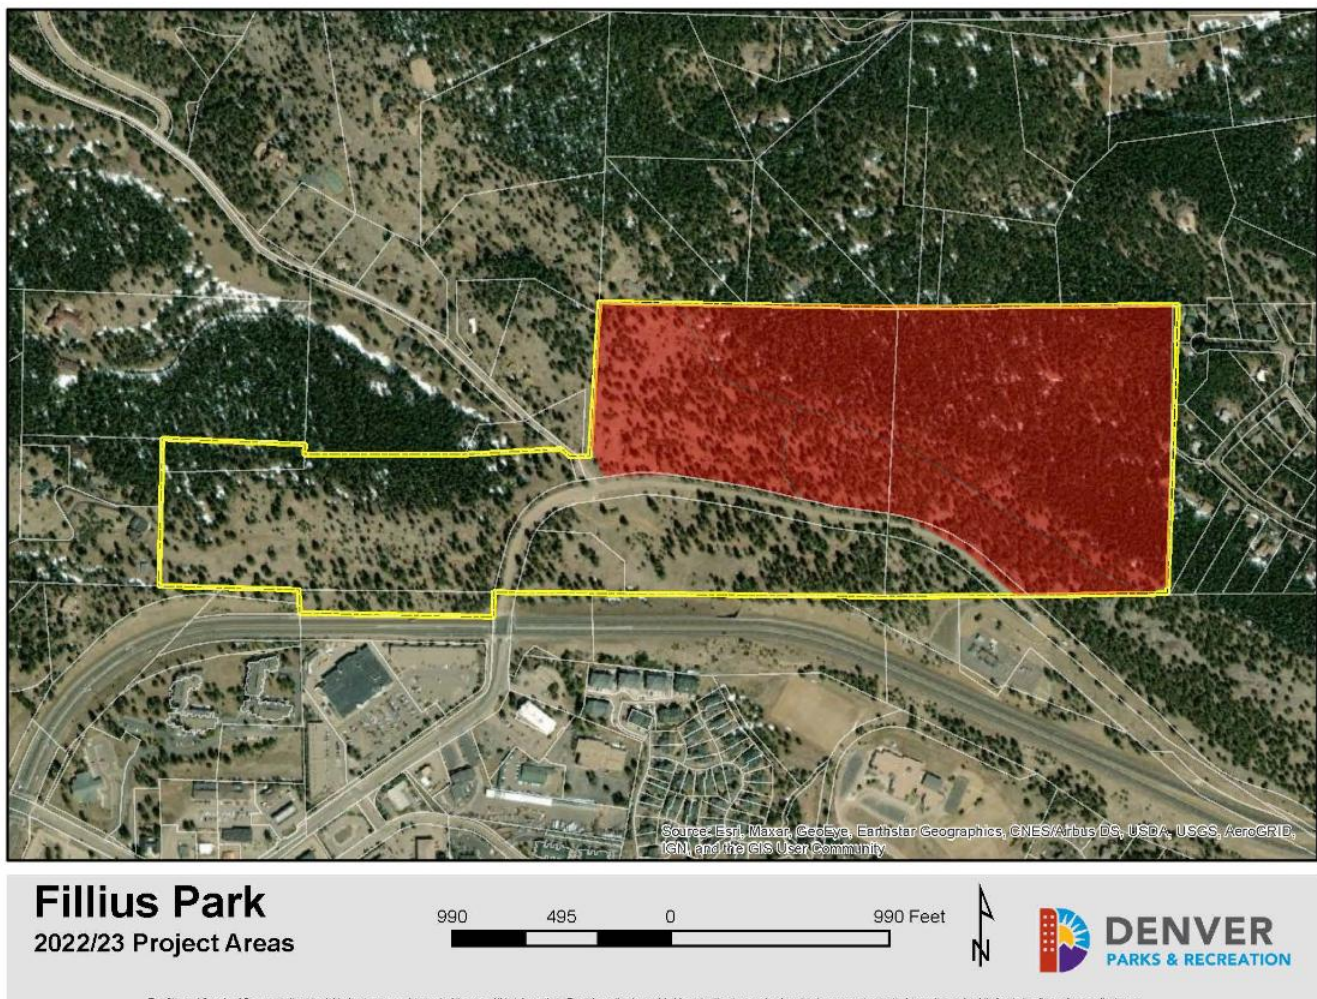 Source: Esri, Maxar, GeoEye, Earthstar Geographics, CNES/Airbus DS, USDA, USGS, AeroGRID,
IGN, and the GIS User Community
Fillius Park
2022/23 Project Areas
990 495 0 990 Feet
N
DENVER
PARKS & RECREATION